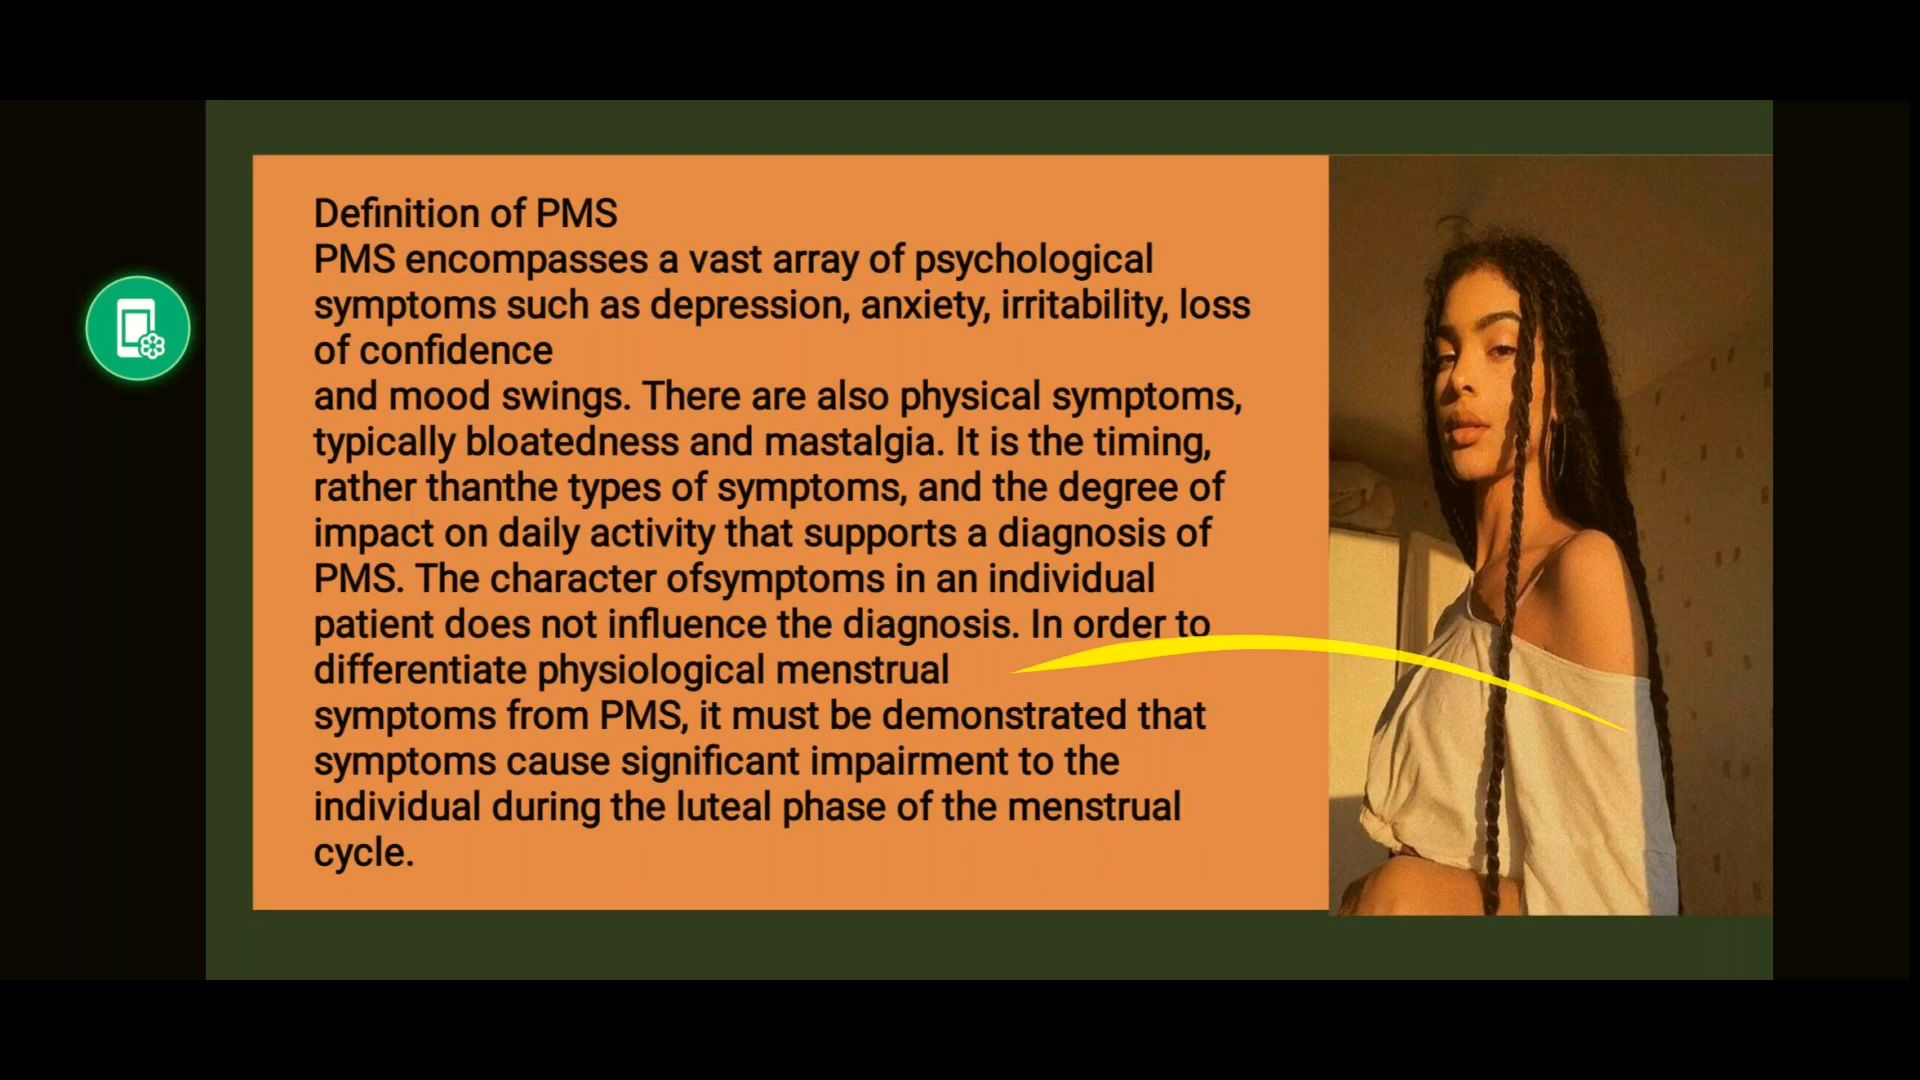 Definition of PMS
PMS encompasses a vast array of psychological
symptoms such as depression, anxiety, irritability, loss
of confidence
and mood swings. There are also physical symptoms,
typically bloatedness and mastalgia. It is the timing,
rather thanthe types of symptoms, and the degree of
impact on daily activity that supports a diagnosis of
PMS. The character ofsymptoms in an individual
patient does not influence the diagnosis. In order to
differentiate physiological menstrual
symptoms from PMS, it must be demonstrated that
symptoms cause significant impairment to the
individual during the luteal phase of the menstrual
cycle.